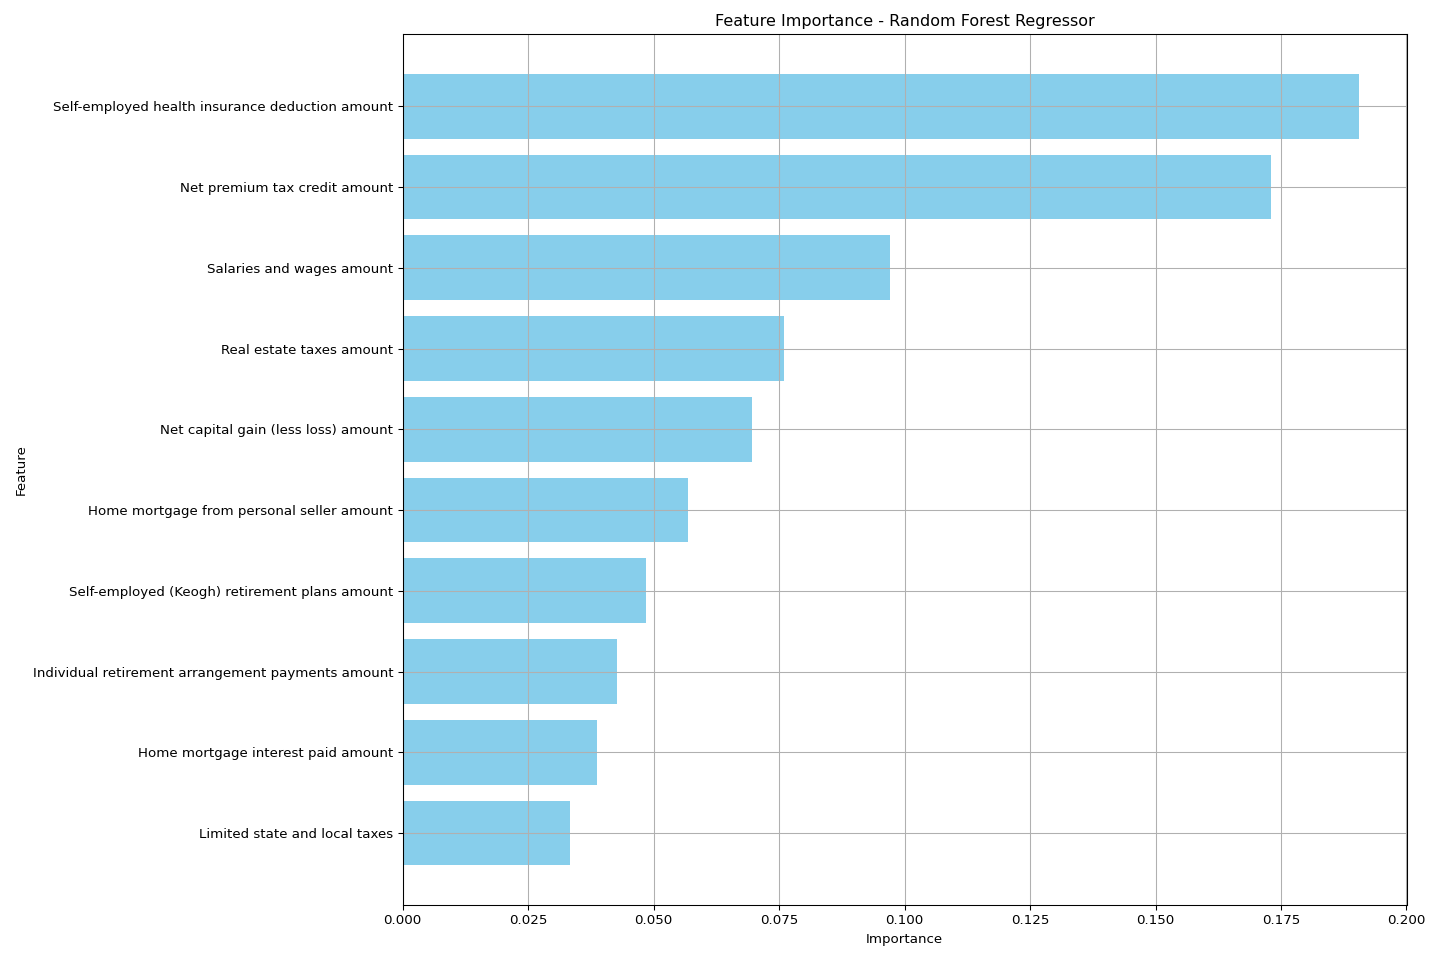 Feature Importance - Random Forest Regressor
Self-employed health insurance deduction amount
Net premium tax credit amount
Salaries and wages amount
Real estate taxes amount
Net capital gain (less loss) amount
Home mortgage from personal seller amount
Self-employed (Keogh) retirement plans amount
Individual retirement arrangement payments amount
Home mortgage interest paid amount
Limited state and local taxes
Feature
0.000 0.025 0.050 0.075 0.100 0.125 0.150 0.175 0.200
Importance